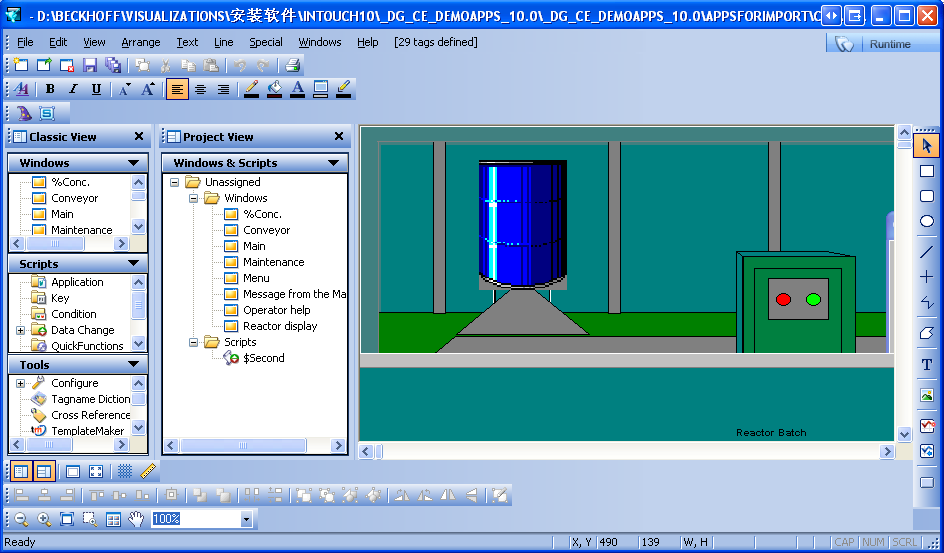 - D:\BECKHOFF\VISUALIZATIONS\安装软件\INTOUCH10\_DG_CE_DEMOAPPS_10.0\_DG_CE_DEMOAPPS_10.0\APPSFORIMPORT\C
File Edit View Arrange Text Line Special Windows Help [29 tags defined]
Runtime
Classic View
Windows
%Conc.
Conveyor
Main
Maintenance
Scripts
Application
Key
Condition
Data Change
QuickFunctions
Tools
Configure
Tagname Diction
Cross Reference
TemplateMaker
Project View
Windows & Scripts
Unassigned
Windows
%Conc.
Conveyor
Main
Maintenance
Menu
Message from the Ma
Operator help
Reactor display
Scripts
$Second
Reactor Batch
100%
Ready X, Y 490 139 W, H CAP NUM SCRL